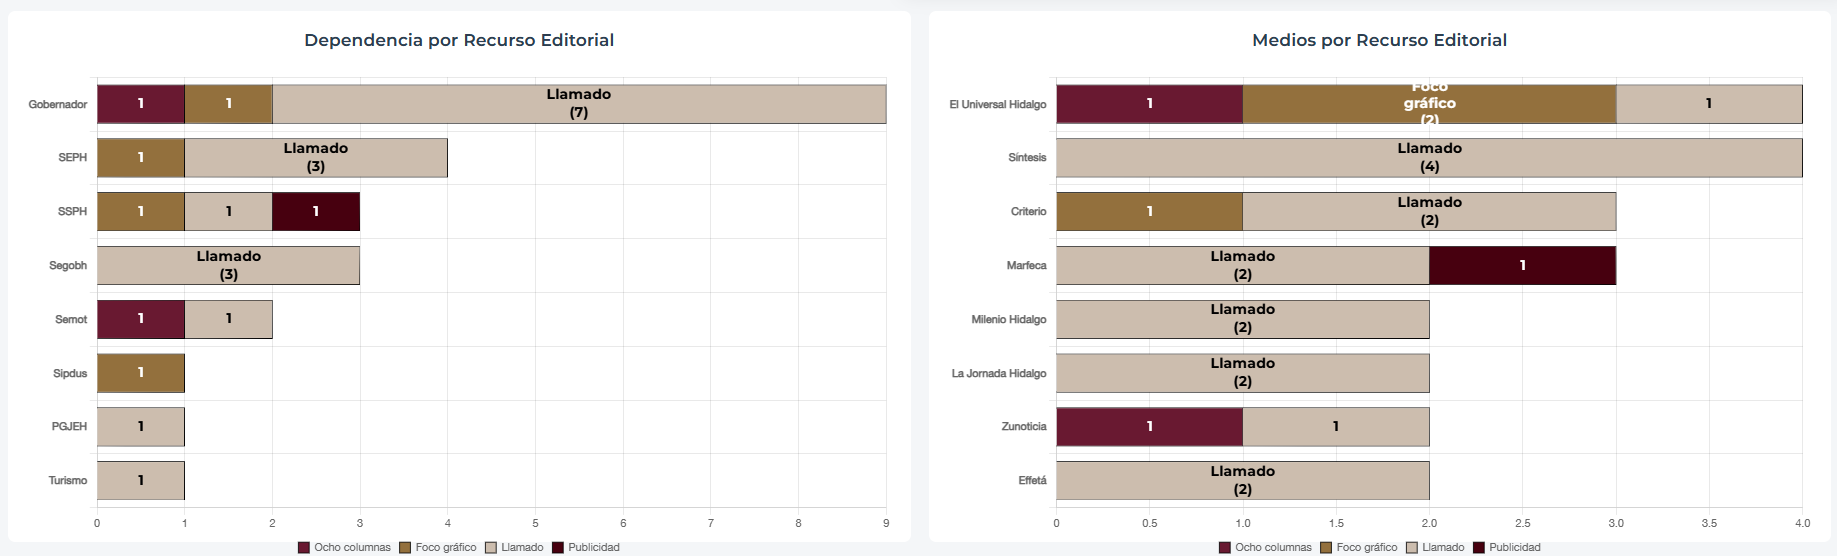 Dependencia por Recurso Editorial
Gobernador
1
1
Llamado
(7)
SEPH
1
Llamado
(3)
SSPH
1
1
1
Segobh
Llamado
(3)
Semot
1
1
Sipdus
1
PGJEH
1
Turismo
1
0 1 2 3 4 5 6 7 8 9
Ocho columnas Foco gráfico Llamado Publicidad
Medios por Recurso Editorial
El Universal Hidalgo
1
Foco
gráfico
(2)
1
Síntesis
Llamado
(4)
Criterio
1
Llamado
(2)
Marfeca
Llamado
(2)
1
Milenio Hidalgo
Llamado
(2)
La Jornada Hidalgo
Llamado
(2)
Zunoticia
1
1
Effetá
Llamado
(2)
0 0.5 1.0 1.5 2.0 2.5 3.0 3.5 4.0
Ocho columnas Foco gráfico Llamado Publicidad